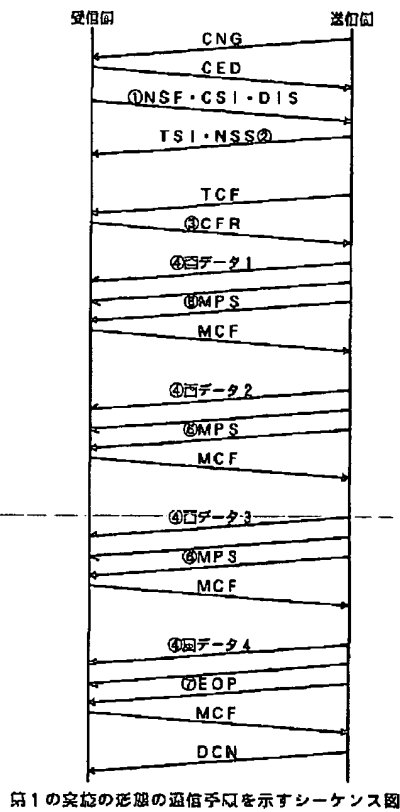 受信側 送信側
CNG
CED
①NSF・CSI・DIS
TSI・NSS②
TCF
③CFR
④画データ1
⑥MPS
MCF
④画データ2
⑥MPS
MCF
④画データ3
⑥MPS
MCF
④画データ4
⑦EOP
MCF
DCN
第1の実施の形態の通信手順を示すシーケンス図